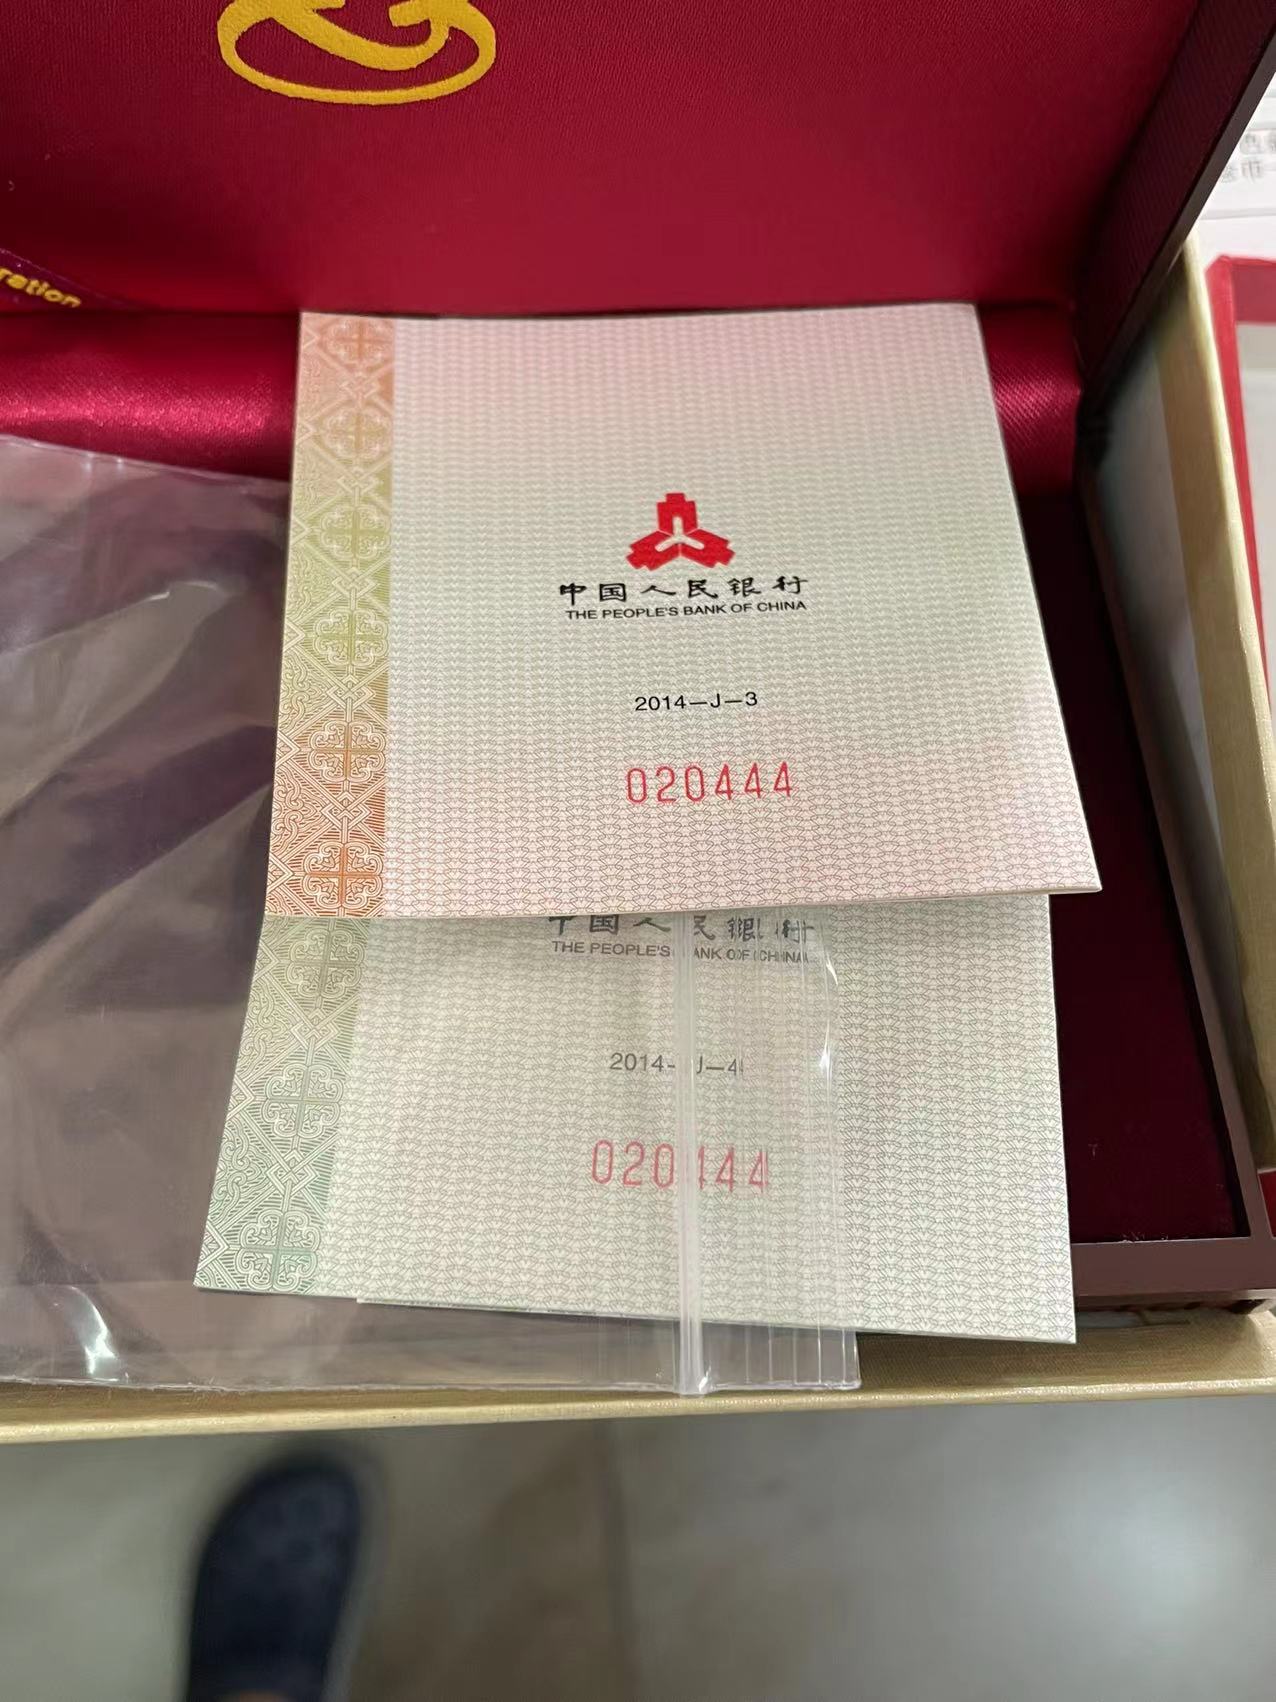 ration
中国人民银行
THE PEOPLE'S BANK OF CHINA
2014—J—3
020444
中国人民银行
THE PEOPLE'S BANK OF CHINA
2014-J—4
020444